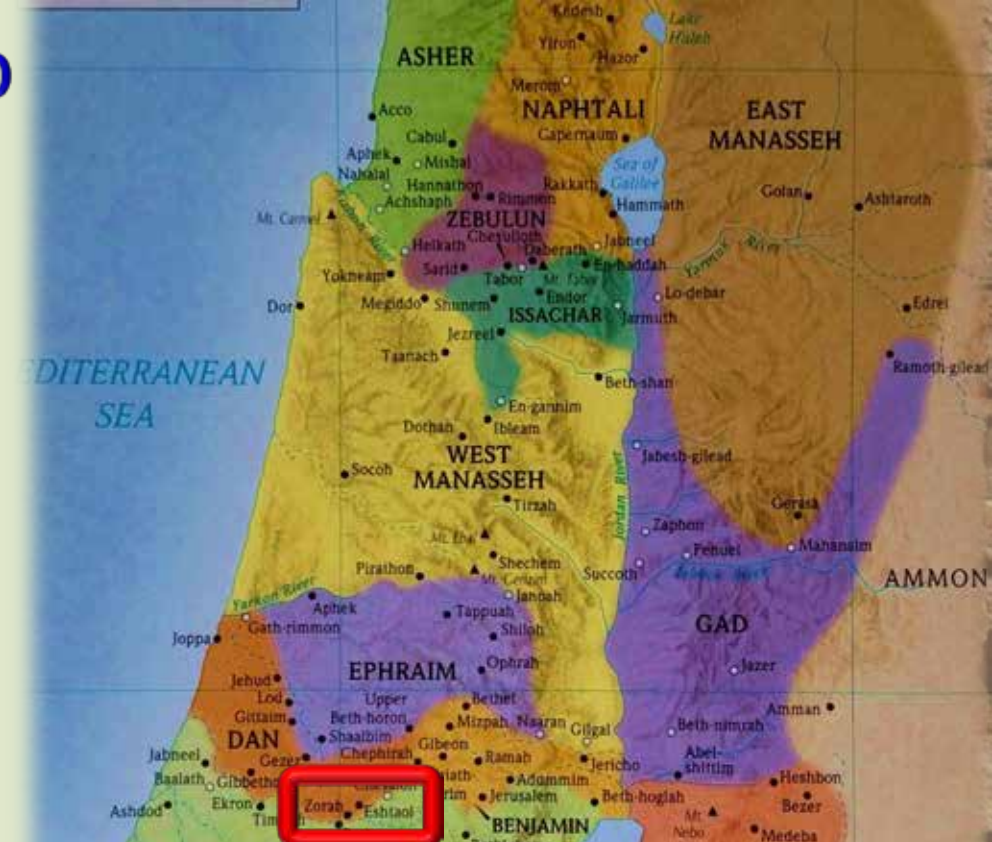 Kedesh
Lake
Huleh
Yiron
Hazor
ASHER
Merom
NAPHTALI
EAST
MANASSEH
Acco
Capernaum
Cabul
Aphek
Mishal
Sea of
Galilee
Nahalal
Hannathon
Rimmon
Rakkath
Golan
Ashtaroth
Achshaph
Hammath
Mt. Carmel
Kishon River
ZEBULUN
Chesulloth
Helkath
Daberath
Jabneel
Yarmuk River
Yokneam
Sarid
Tabor
Mt. Tabor
En-haddah
Dor
Megiddo
Shunem
Endor
Lo-debar
Edrei
ISSACHAR
Jarmuth
Jezreel
Taanach
Ramoth-gilead
EDITERRANEAN
SEA
Beth-shan
En-gannim
Dothan
Ibleam
WEST
MANASSEH
Jabesh-gilead
Socoh
Jordan River
Tirzah
Gerasa
Zaphon
Mt. Ebal
Penuel
Mahanaim
Shechem
Pirathon
Mt. Gerizim
Succoth
AMMON
Yarkon River
Janoah
Aphek
Tappuah
Gath-rimmon
Shiloh
GAD
Joppa
EPHRAIM
Ophrah
Jazer
Jehud
Lod
Upper
Beth-horon
Bethel
Amman
Gittaim
Mizpah
Naaran
Gilgal
Beth-nimrah
DAN
Shaalbim
Gibeon
Jabneel
Gezer
Chephirah
Ramah
Jericho
Abel-
shittim
Baalath
Gibbetho
iath
Adummim
Heshbon
Ashdod
Ekron
Zorah
Eshtaol
rim
Jerusalem
Beth-hoglah
Bezer
Tim
BENJAMIN
Mt.
Nebo
Medeba